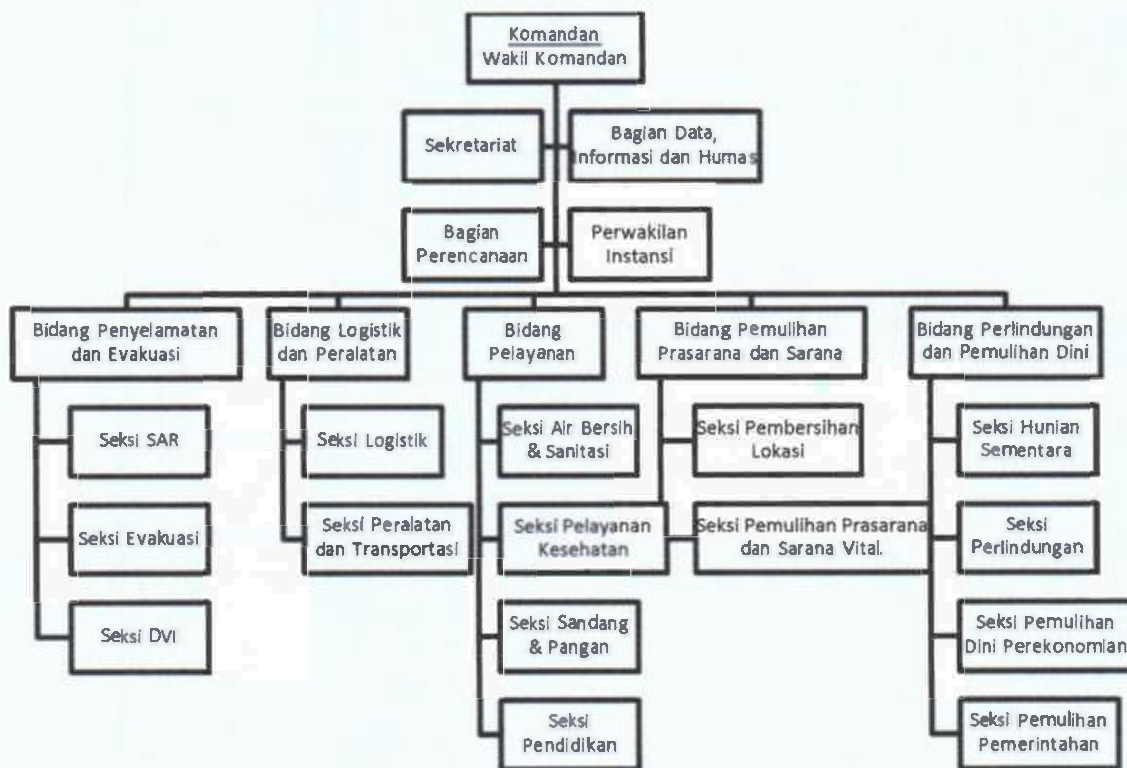 Komandan
Wakil Komandan
Sekretariat
Bagian Data,
Informasi dan Humas
Bagian
Perencanaan
Perwakilan
Instansi
Bidang Penyelamatan
dan Evakuasi
Bidang Logistik
dan Peralatan
Bidang
Pelayanan
Bidang Pemulihan
Prasarana dan Sarana
Bidang Perlindungan
dan Pemulihan Dini
Seksi SAR
Seksi Logistik
Seksi Air Bersih
& Sanitasi
Seksi Pembersihan
Lokasi
Seksi Hunian
Sementara
Seksi Evakuasi
Seksi Peralatan
dan Transportasi
Seksi Pelayanan
Kesehatan
Seksi Pemulihan Prasarana
dan Sarana Vital.
Seksi
Perlindungan
Seksi DVI
Seksi Sandang
& Pangan
Seksi Pemulihan
Dini Perekonomian
Seksi
Pendidikan
Seksi Pemulihan
Pemerintahan